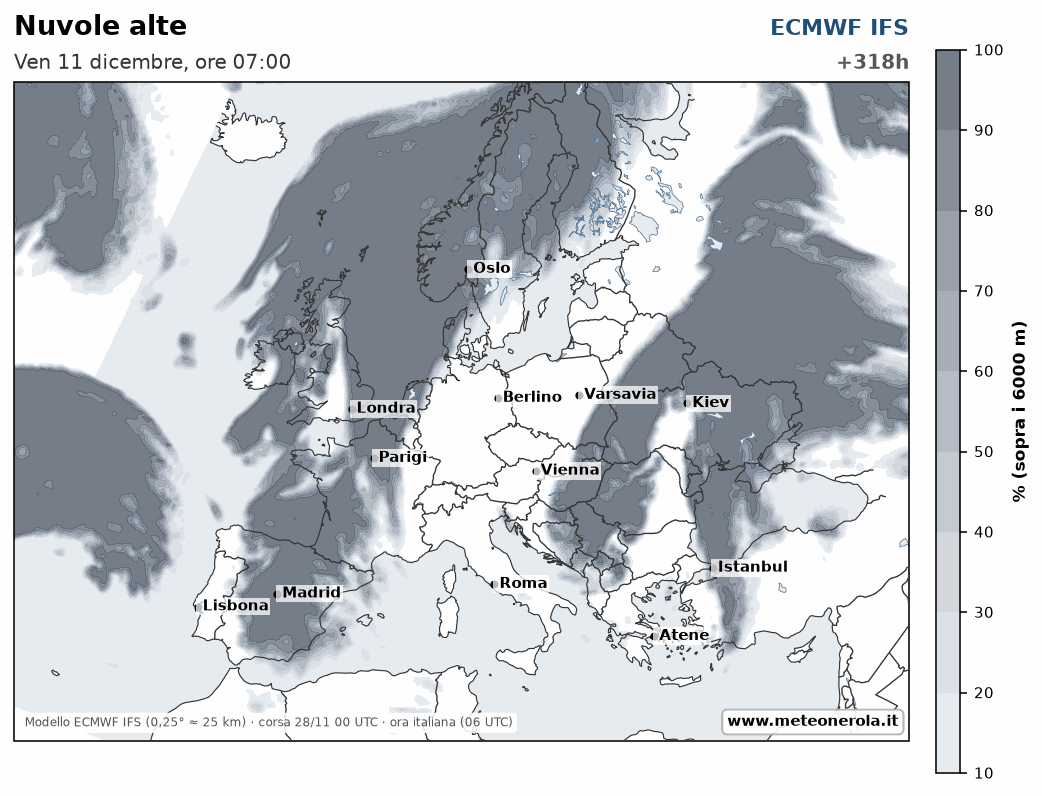 Nuvole alte
ECMWF IFS
Ven 11 dicembre, ore 07:00
+318h
100
90
80
70
60
50
40
30
20
10
% (sopra i 6000 m)
Oslo
Londra
Berlino
Varsavia
Kiev
Parigi
Vienna
Istanbul
Roma
Madrid
Lisbona
Atene
Modello ECMWF IFS (0,25° ≈ 25 km) · corsa 28/11 00 UTC · ora italiana (06 UTC)
www.meteonerola.it